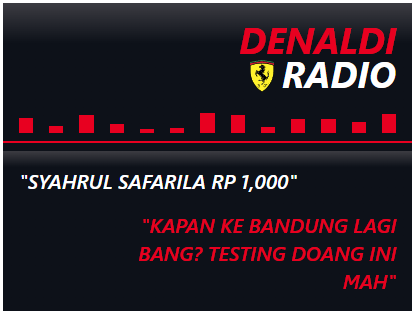 DENALDI
RADIO
"SYAHRUL SAFARILA RP 1,000"
"KAPAN KE BANDUNG LAGI
BANG? TESTING DOANG INI
MAH"